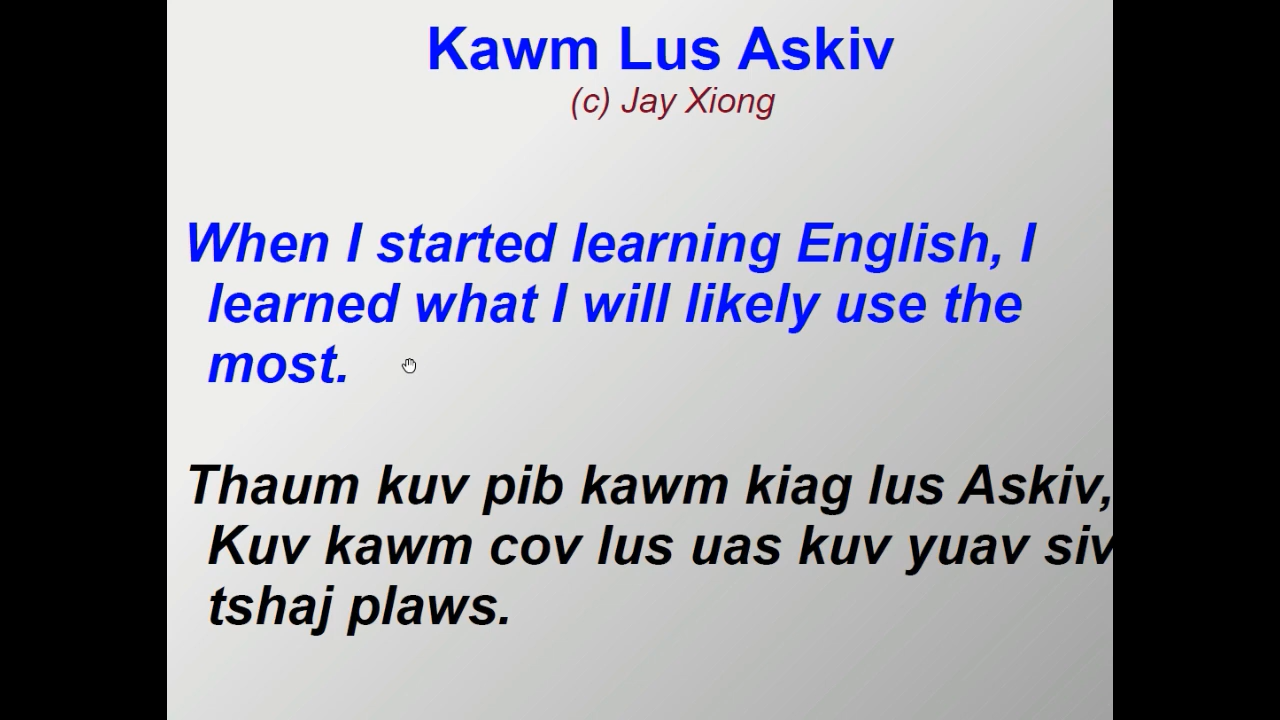 Kawm Lus Askiv
(c) Jay Xiong
When I started learning English, I
learned what I will likely use the
most.
Thaum kuv pib kawm kiag lus Askiv,
Kuv kawm cov lus uas kuv yuav siv
tshaj plaws.